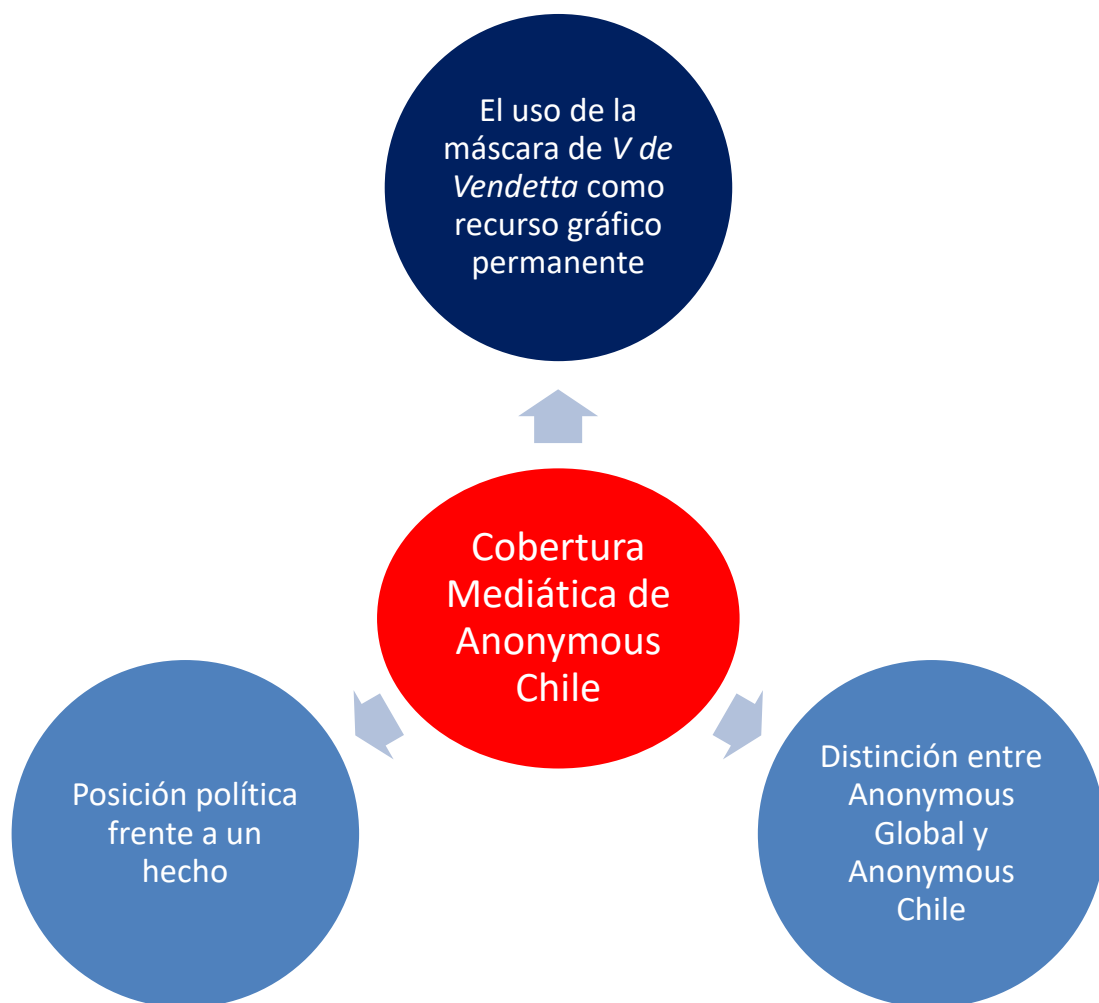 El uso de la
máscara de V de
Vendetta como
recurso gráfico
permanente
Cobertura
Mediática de
Anonymous
Chile
Posición política
frente a un
hecho
Distinción entre
Anonymous
Global y
Anonymous
Chile